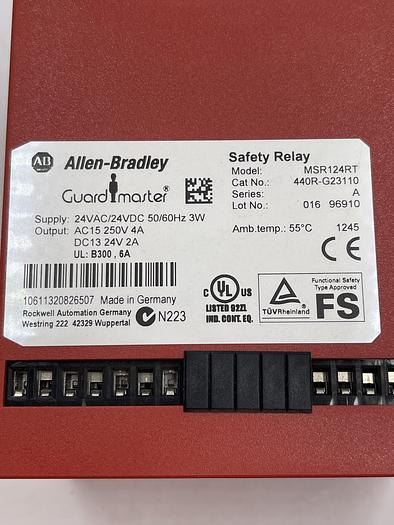 AB Allen-Bradley
Guardmaster®
Safety Relay
Model: MSR124RT
Cat No.: 440R-G23110
Series: A
Lot No.: 016 96910
Supply: 24VAC/24VDC 50/60Hz 3W
Output: AC15 250V 4A
DC13 24V 2A
UL: B300 , 6A
Amb.temp.: 55°C 1245
CE
10611320826507 Made in Germany
Rockwell Automation Germany
Westring 222 42329 Wuppertal
N223
C UL US
LISTED 92ZL
IND. CONT. EQ.
TÜVRheinland
Functional Safety
Type Approved
FS